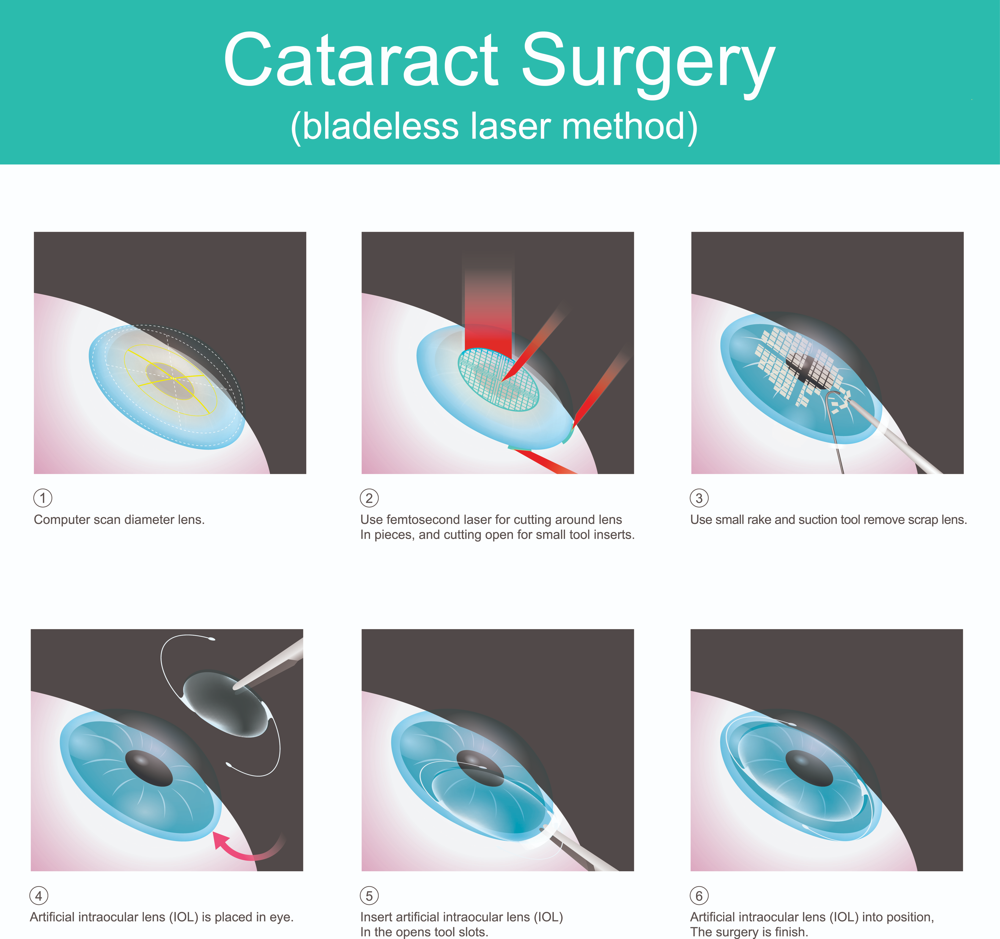 Cataract Surgery
(bladeless laser method)
1
Computer scan diameter lens.
2
Use femtosecond laser for cutting around lens
In pieces, and cutting open for small tool inserts.
3
Use small rake and suction tool remove scrap lens.
4
Artificial intraocular lens (IOL) is placed in eye.
5
Insert artificial intraocular lens (IOL)
In the opens tool slots.
6
Artificial intraocular lens (IOL) into position,
The surgery is finish.